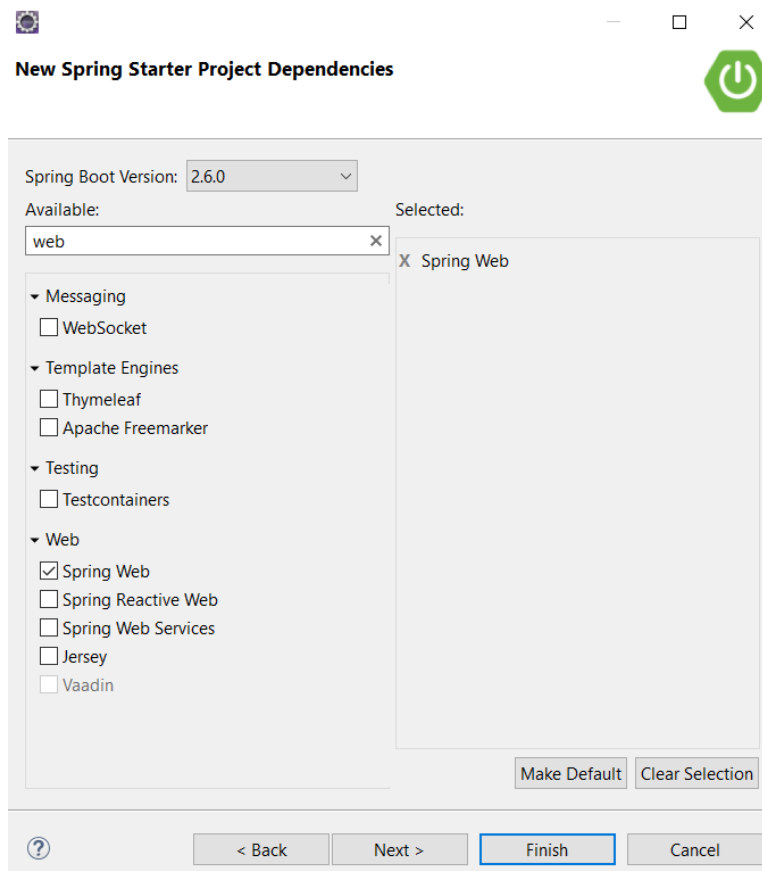 New Spring Starter Project Dependencies
Spring Boot Version: 2.6.0
Available:
Selected:
web
X Spring Web
Messaging
WebSocket
Template Engines
Thymeleaf
Apache Freemarker
Testing
Testcontainers
Web
Spring Web
Spring Reactive Web
Spring Web Services
Jersey
Vaadin
Make Default Clear Selection
? < Back Next > Finish Cancel